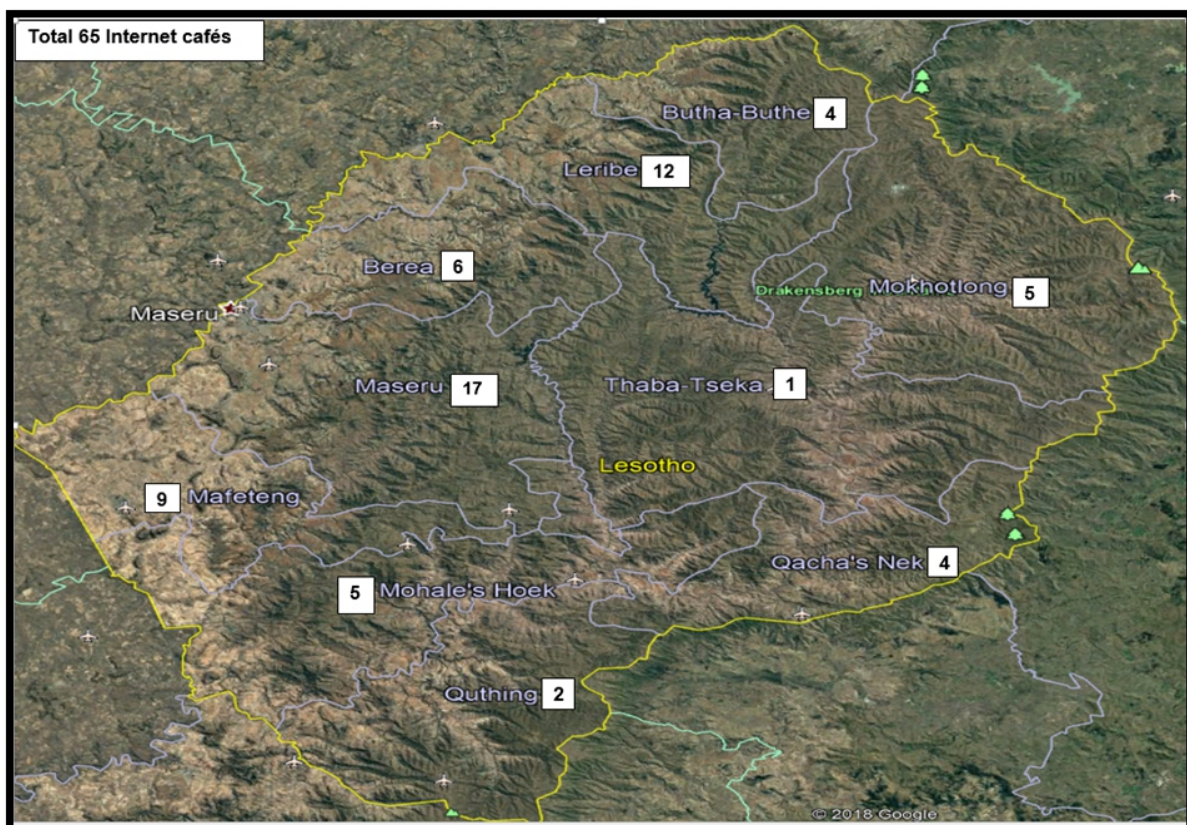 Total 65 Internet cafés
Butha-Buthe 4
Leribe 12
Berea 6
Drakensberg
Mokhotlong 5
Maseru
Maseru 17
Thaba-Tseka 1
Lesotho
9 Mafeteng
Qacha's Nek 4
5 Mohale's Hoek
Quthing 2
© 2018 Google